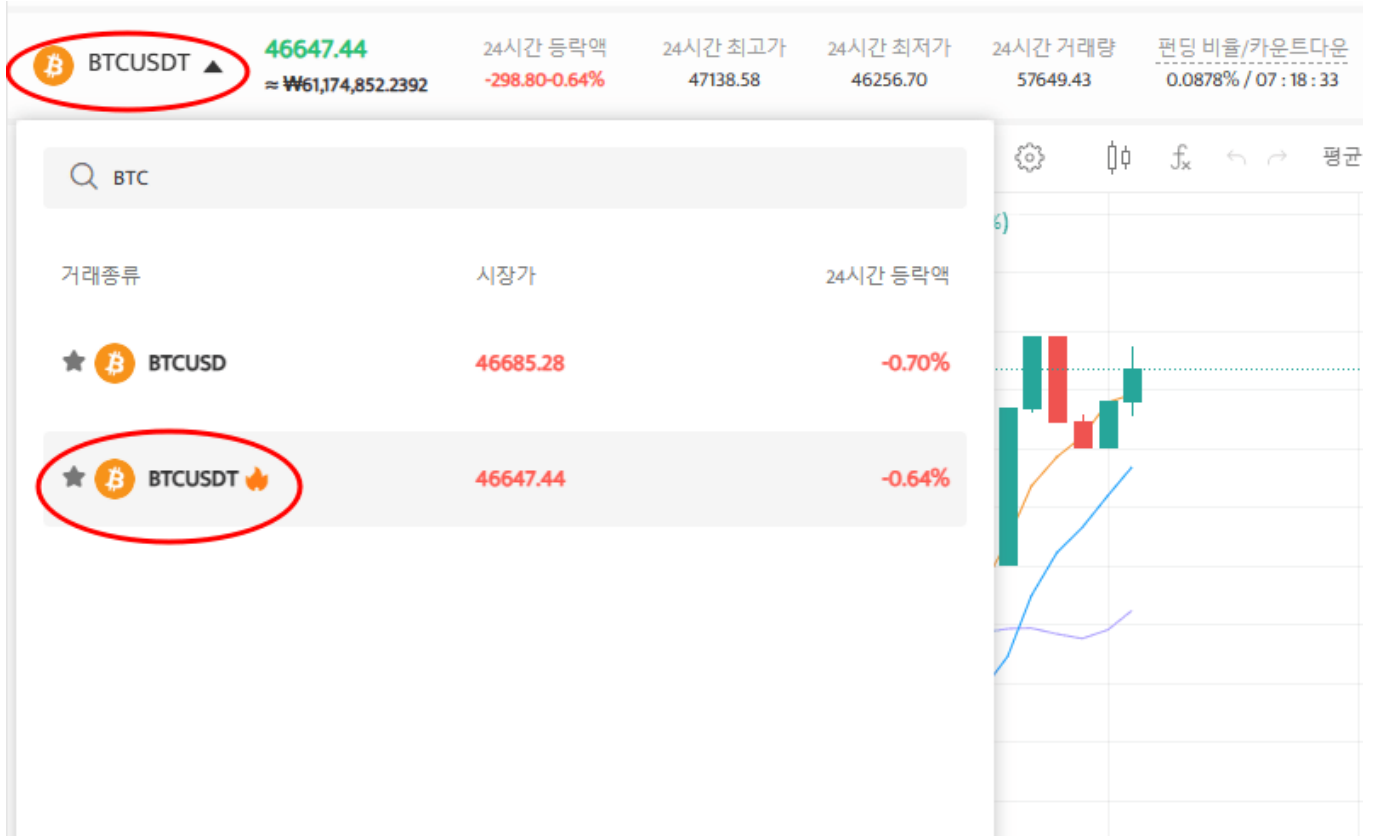 BTCUSDT ▲
46647.44
≈ ₩61,174,852.2392
24시간 등락액
-298.80-0.64%
24시간 최고가
47138.58
24시간 최저가
46256.70
24시간 거래량
57649.43
펀딩 비율/카운트다운
0.0878% / 07 : 18 : 33
BTC
fx
평균
%)
거래종류 시장가 24시간 등락액
BTCUSD 46685.28 -0.70%
BTCUSDT 46647.44 -0.64%